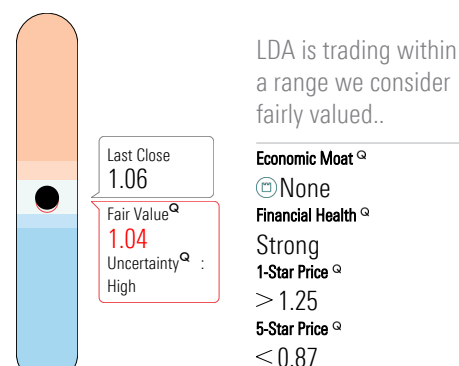 LDA is trading within
a range we consider
fairly valued..
Last Close
1.06
Fair Value Q
1.04
Uncertainty Q :
High
Economic Moat Q
None
Financial Health Q
Strong
1-Star Price Q
> 1.25
5-Star Price Q
< 0.87